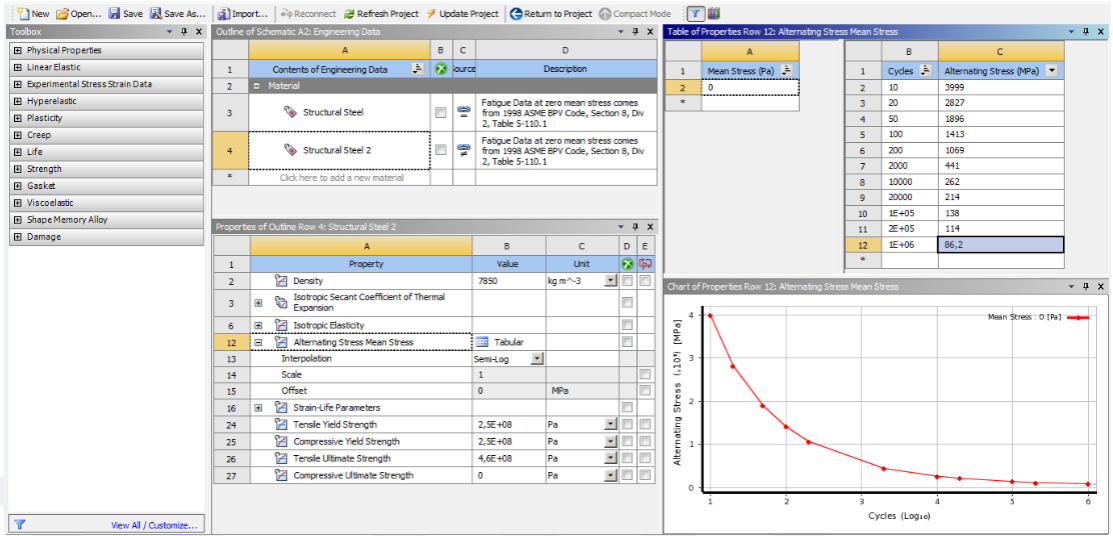 New Open... Save Save As... Import... Reconnect Refresh Project Update Project Return to Project Compact Mode
Toolbox
Physical Properties
Linear Elastic
Experimental Stress Strain Data
Hyperelastic
Plasticity
Creep
Life
Strength
Gasket
Viscoelastic
Shape Memory Alloy
Damage
View All / Customize...
Outline of Schematic A2: Engineering Data
A B C D
1 Contents of Engineering Data ource Description
2 Material
3 Structural Steel Fatigue Data at zero mean stress comes
from 1998 ASME BPV Code, Section 8, Div
2, Table 5-110.1
4 Structural Steel 2 Fatigue Data at zero mean stress comes
from 1998 ASME BPV Code, Section 8, Div
2, Table 5-110.1
* Click here to add a new material
Properties of Outline Row 4: Structural Steel 2
A B C D E
1 Property Value Unit
2 Density 7850 kg m^-3
3 Isotropic Secant Coefficient of Thermal
Expansion
6 Isotropic Elasticity
12 Alternating Stress Mean Stress Tabular
13 Interpolation Semi-Log
14 Scale 1
15 Offset 0 MPa
16 Strain-Life Parameters
24 Tensile Yield Strength 2,5E+08 Pa
25 Compressive Yield Strength 2,5E+08 Pa
26 Tensile Ultimate Strength 4,6E+08 Pa
27 Compressive Ultimate Strength 0 Pa
Table of Properties Row 12: Alternating Stress Mean Stress
A
1 Mean Stress (Pa)
2 0
*
B C
1 Cycles Alternating Stress (MPa)
2 10 3999
3 20 2827
4 50 1896
5 100 1413
6 200 1069
7 2000 441
8 10000 262
9 20000 214
10 1E+05 138
11 2E+05 114
12 1E+06 86,2
*
Chart of Properties Row 12: Alternating Stress Mean Stress
Mean Stress : 0 [Pa]
Alternating Stress (.10³) [MPa]
4
3
2
1
0
1 2 3 4 5 6
Cycles (Log₁₀)